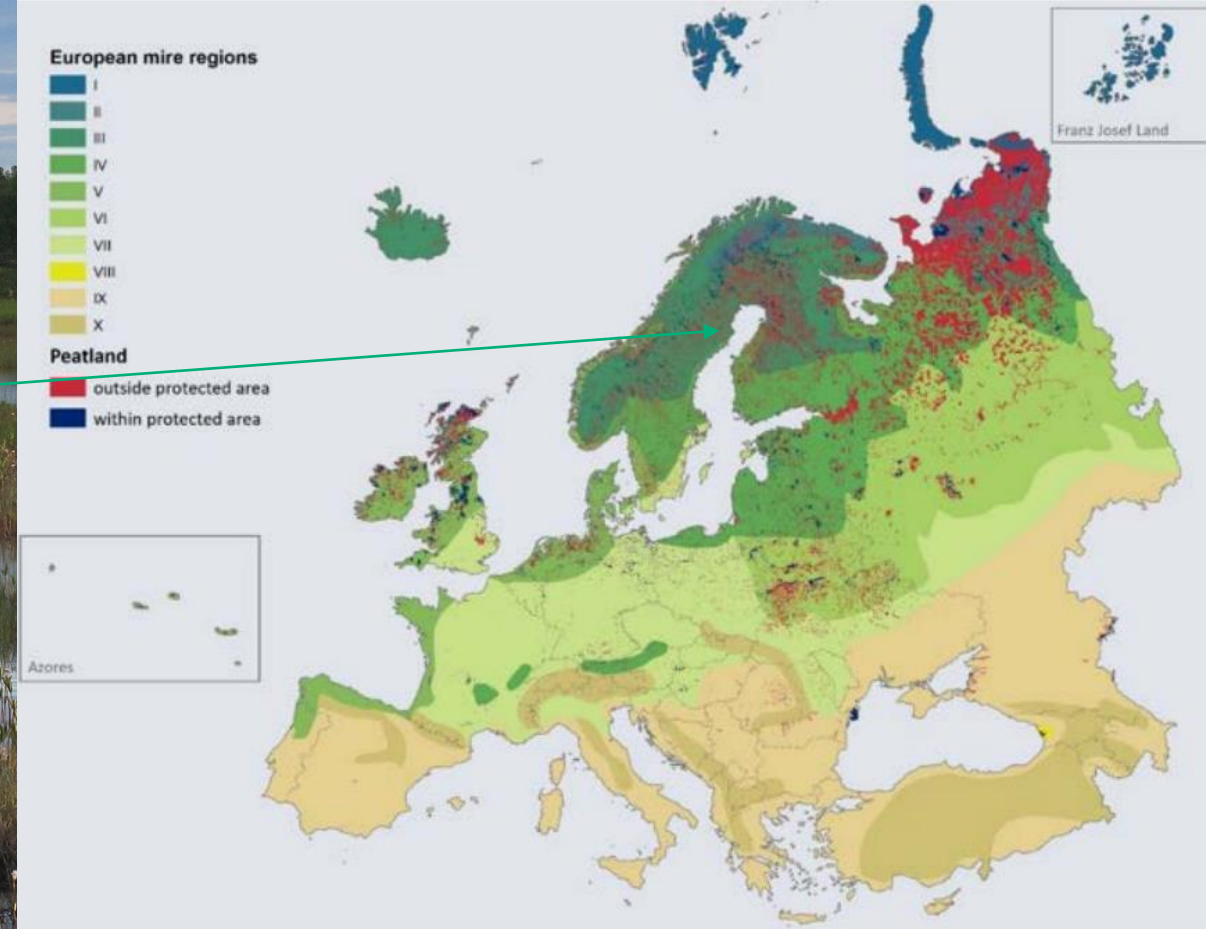 European mire regions
I
II
III
IV
V
VI
VII
VIII
IX
X
Peatland
outside protected area
within protected area
Franz Josef Land
Azores